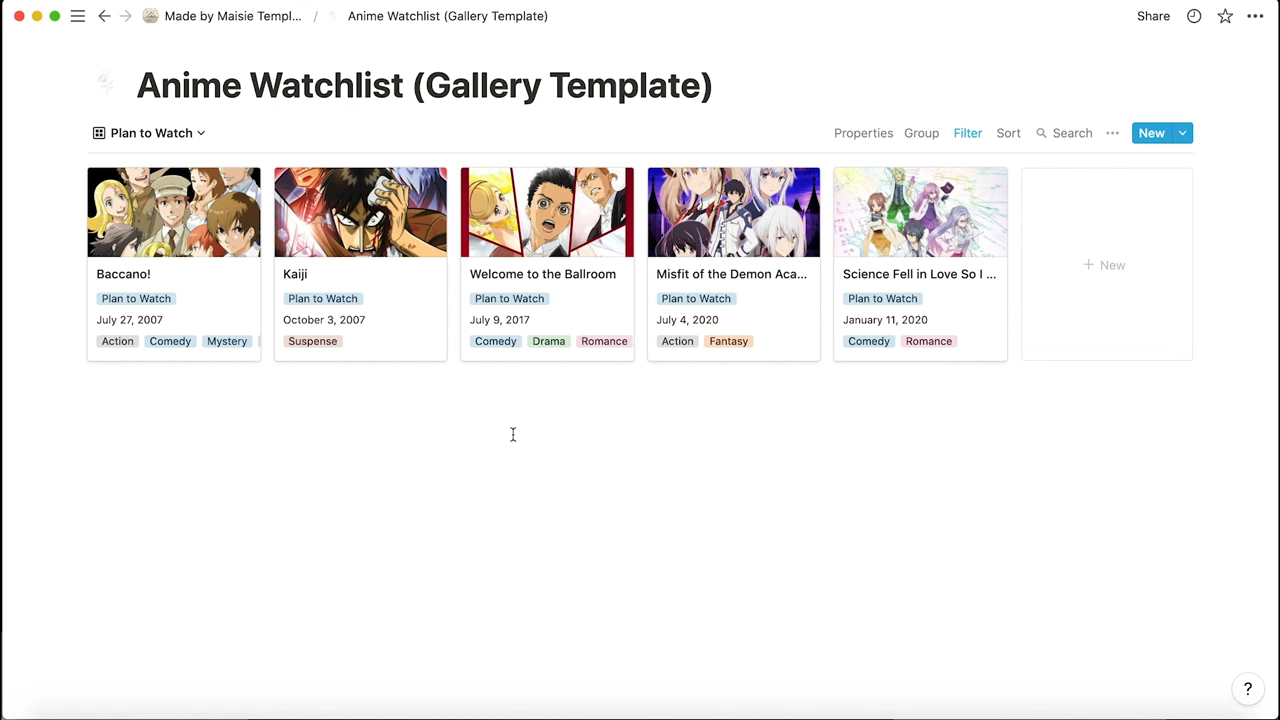 Made by Maisie Templ... / Anime Watchlist (Gallery Template) Share
Anime Watchlist (Gallery Template)
Plan to Watch Properties Group Filter Sort Search New
Baccano!
Plan to Watch
July 27, 2007
Action Comedy Mystery
Kaiji
Plan to Watch
October 3, 2007
Suspense
Welcome to the Ballroom
Plan to Watch
July 9, 2017
Comedy Drama Romance
Misfit of the Demon Aca...
Plan to Watch
July 4, 2020
Action Fantasy
Science Fell in Love So I ...
Plan to Watch
January 11, 2020
Comedy Romance
+ New
?